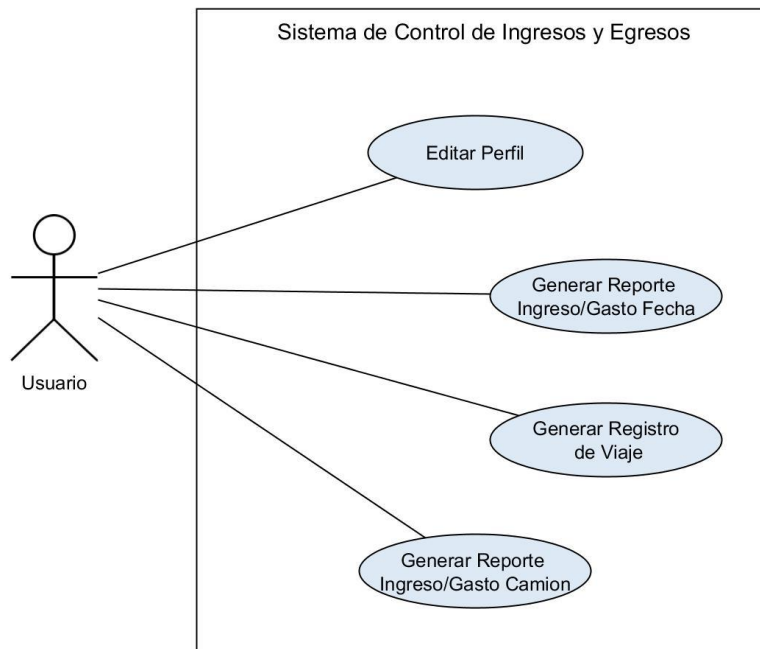 Sistema de Control de Ingresos y Egresos
Editar Perfil
Generar Reporte
Ingreso/Gasto Fecha
Usuario
Generar Registro
de Viaje
Generar Reporte
Ingreso/Gasto Camion